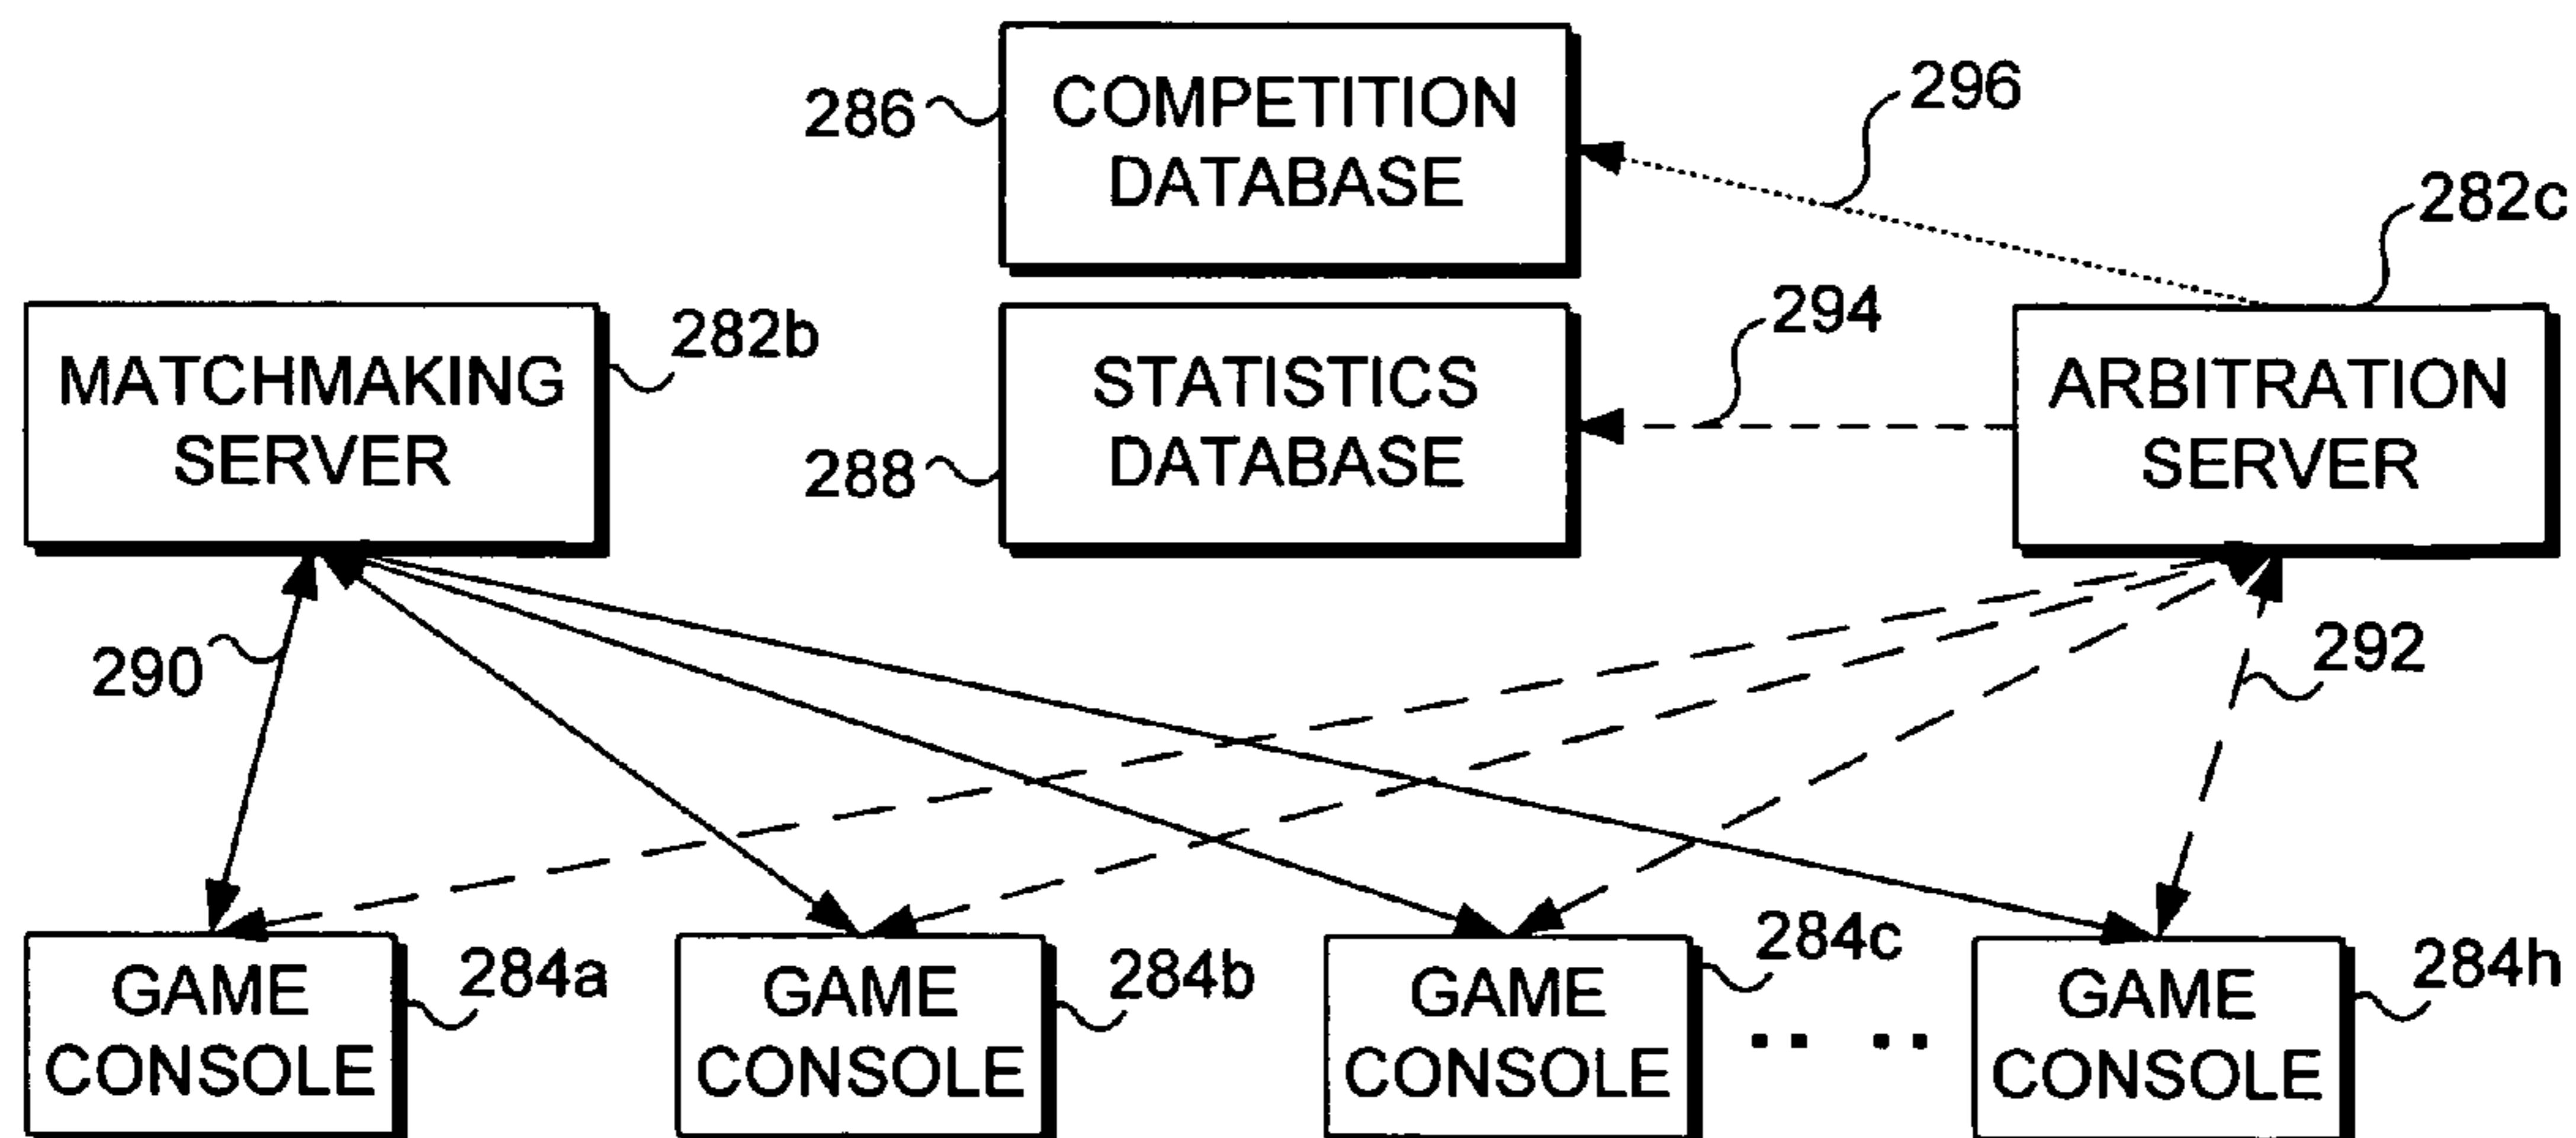 286
COMPETITION
DATABASE
296
282c
MATCHMAKING
SERVER
282b
288
STATISTICS
DATABASE
294
ARBITRATION
SERVER
290
292
GAME
CONSOLE
284a
GAME
CONSOLE
284b
GAME
CONSOLE
284c
GAME
CONSOLE
284h